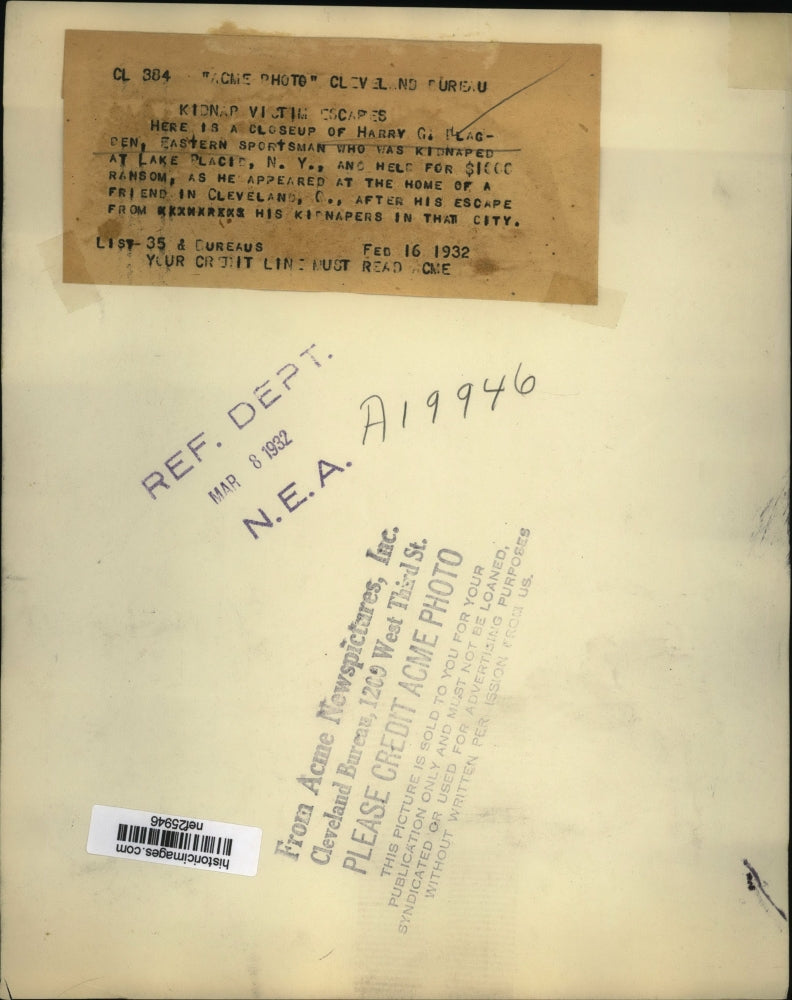 CL 384 "ACME PHOTO" CLEVELAND BUREAU
KIDNAP VICTIM ESCAPES
HERE IS A CLOSEUP OF HARRY G. BLAG-
DEN, EASTERN SPORTSMAN WHO WAS KIDNAPED
AT LAKE PLACID, N. Y., AND HELD FOR $1000
RANSOM, AS HE APPEARED AT THE HOME OF A
FRIEND IN CLEVELAND, O., AFTER HIS ESCAPE
FROM HIS KIDNAPERS IN THAT CITY.
LIST 35 & BUREAUS FEB 16 1932
YOUR CREDIT LINE MUST READ ACME
REF. DEPT.
MAR 8 1932
N. E. A.
A19946
From Acme Newspictures, Inc.
Cleveland Bureau, 1200 West Third St.
PLEASE CREDIT ACME PHOTO
THIS PICTURE IS SOLD TO YOU FOR YOUR
PUBLICATION ONLY AND MUST NOT BE LOANED,
SYNDICATED OR USED FOR ADVERTISING PURPOSES
WITHOUT WRITTEN PERMISSION FROM US.
historicimages.com
nef25946